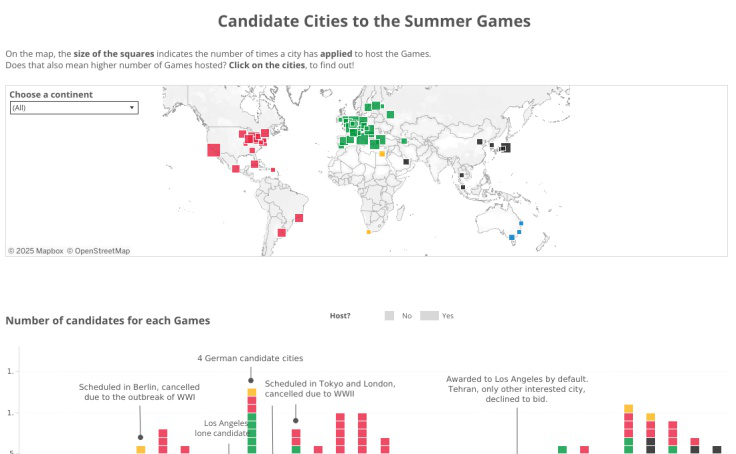 Candidate Cities to the Summer Games
On the map, the size of the squares indicates the number of times a city has applied to host the Games.
Does that also mean higher number of Games hosted? Click on the cities, to find out!
Choose a continent
(All)
© 2025 Mapbox © OpenStreetMap
Number of candidates for each Games
Host?
No
Yes
4 German candidate cities
1.
Scheduled in Berlin, cancelled
due to the outbreak of WWI
Scheduled in Tokyo and London,
cancelled due to WWII
Awarded to Los Angeles by default.
Tehran, only other interested city,
declined to bid.
1.
Los Angeles
lone candidate